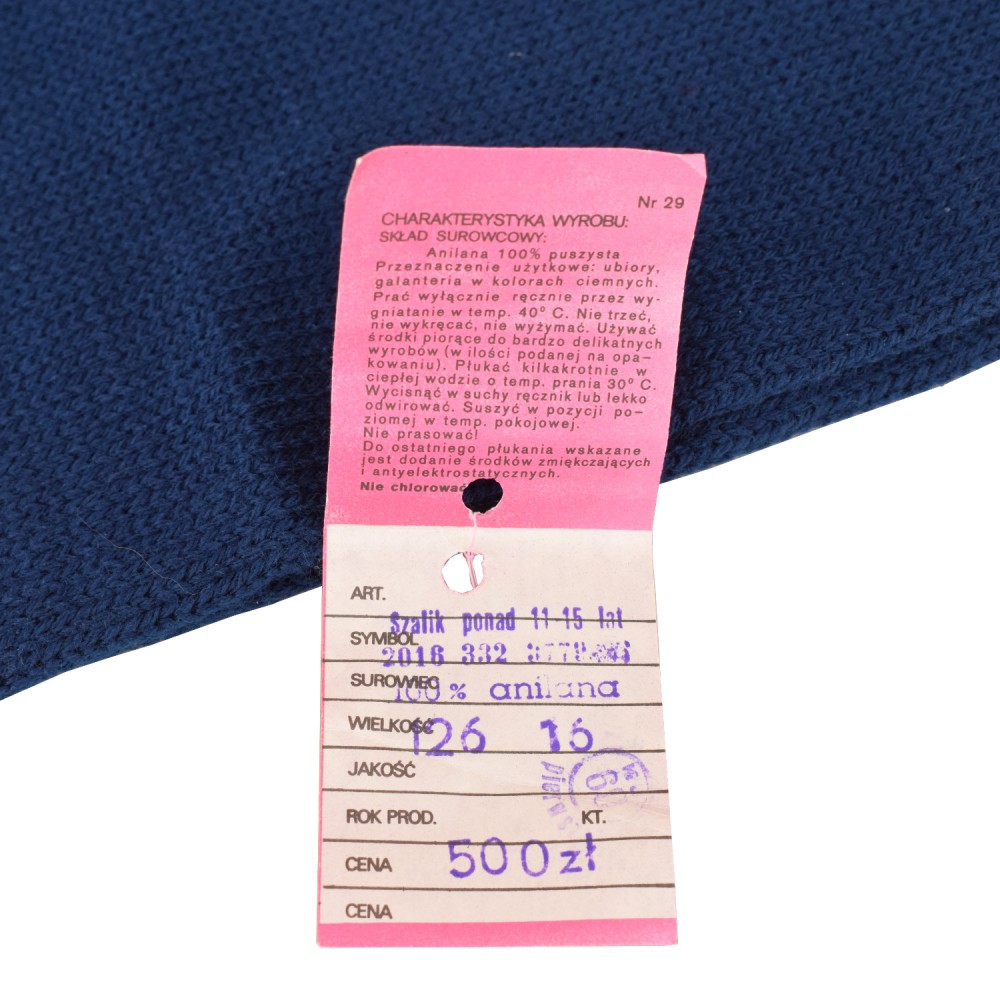 Nr 29
CHARAKTERYSTYKA WYROBU:
SKŁAD SUROWCOWY:
Anilana 100% puszysta
Przeznaczenie użytkowe: ubiory,
galanteria w kolorach ciemnych.
Prać wyłącznie ręcznie przez wy-
gniatanie w temp. 40° C. Nie trzeć,
nie wykręcać, nie wyżymać. Używać
środki piorące do bardzo delikatnych
wyrobów (w ilości podanej na opa-
kowaniu). Płukać kilkakrotnie w
ciepłej wodzie o temp. prania 30° C.
Wycisnąć w suchy ręcznik lub lekko
odwirować. Suszyć w pozycji po-
ziomej w temp. pokojowej.
Nie prasować!
Do ostatniego płukania wskazane
jest dodanie środków zmiękczających
i antyelektrostatycznych.
Nie chlorować
ART.
Szalik ponad 11-15 lat
SYMBOL
2016 332
SUROWIEC
100% anilana
WIELKOŚĆ 126 16
JAKOŚĆ
ROK PROD. KT.
CENA 500 zł
CENA